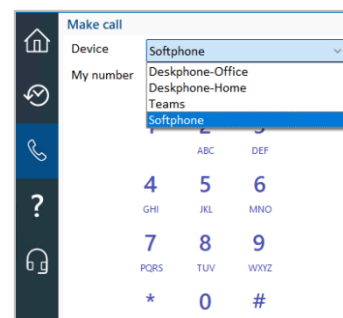 Make call
Device Softphone
My number
Deskphone-Office
Deskphone-Home
Teams
Softphone
ABC DEF
4 5 6
GHI JKL MNO
7 8 9
PQRS TUV WXYZ
* 0 #
?